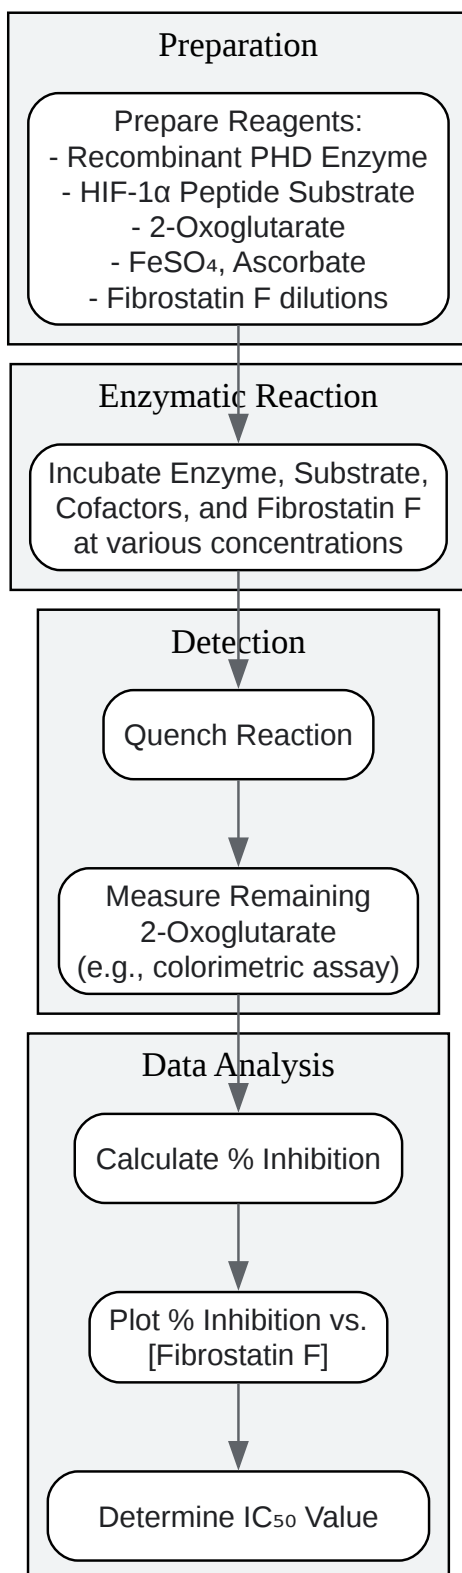 Preparation
Prepare Reagents:
- Recombinant PHD Enzyme
- HIF-1α Peptide Substrate
- 2-Oxoglutarate
- FeSO₄, Ascorbate
- Fibrostatin F dilutions
Enzymatic Reaction
Incubate Enzyme, Substrate,
Cofactors, and Fibrostatin F
at various concentrations
Detection
Quench Reaction
Measure Remaining
2-Oxoglutarate
(e.g., colorimetric assay)
Data Analysis
Calculate % Inhibition
Plot % Inhibition vs.
[Fibrostatin F]
Determine IC₅₀ Value